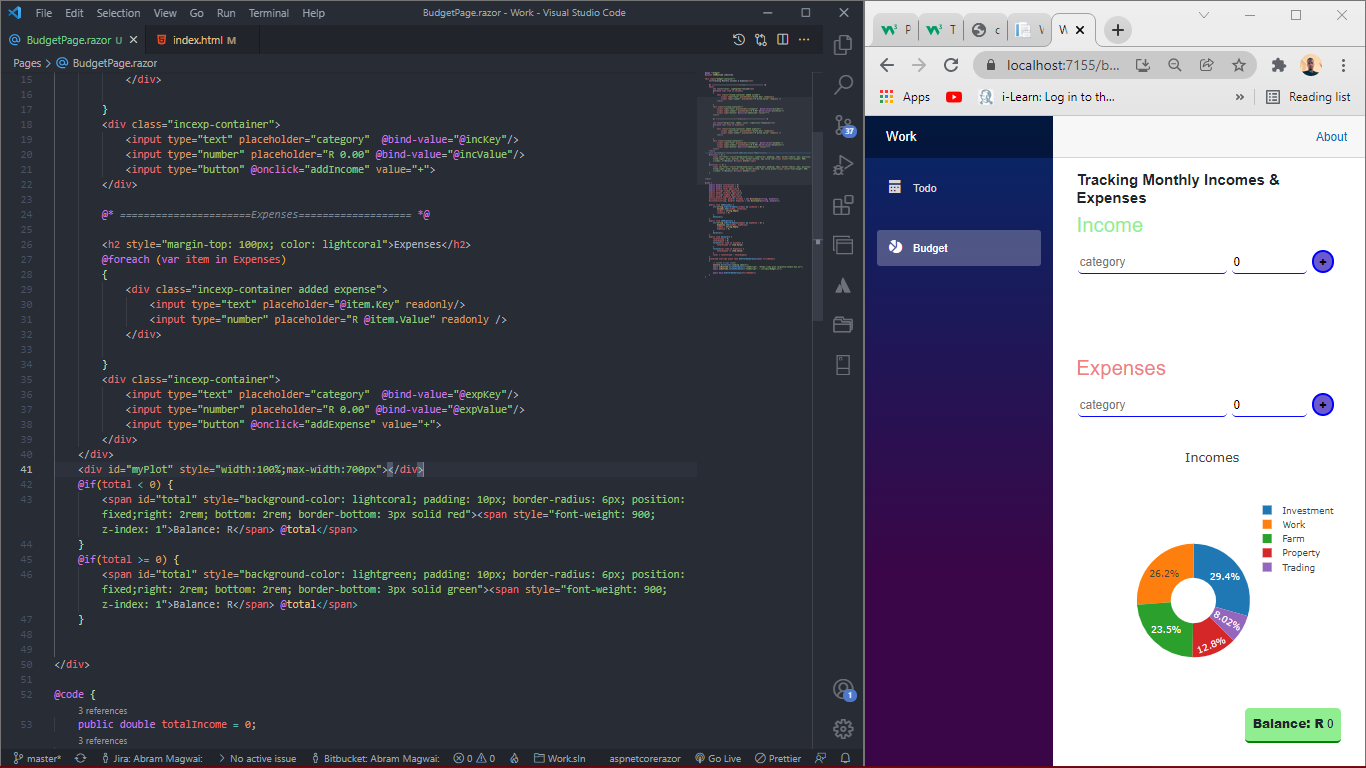 File Edit Selection View Go Run Terminal Help BudgetPage.razor - Work - Visual Studio Code
BudgetPage.razor U index.html M
Pages > BudgetPage.razor
15 </div>
16
17 }
18 <div class="incexp-container">
19 <input type="text" placeholder="category"  @bind-value="@incKey"/>
20 <input type="number" placeholder="R 0.00" @bind-value="@incValue"/>
21 <input type="button" @onclick="addIncome" value="+">
22 </div>
23
24 @* ======================Expenses=================== *@
25
26 <h2 style="margin-top: 100px; color: lightcoral">Expenses</h2>
27 @foreach (var item in Expenses)
28 {
29 <div class="incexp-container added expense">
30 <input type="text" placeholder="@item.Key" readonly/>
31 <input type="number" placeholder="R @item.Value" readonly />
32 </div>
33
34 }
35 <div class="incexp-container">
36 <input type="text" placeholder="category"  @bind-value="@expKey"/>
37 <input type="number" placeholder="R 0.00" @bind-value="@expValue"/>
38 <input type="button" @onclick="addExpense" value="+">
39 </div>
40 </div>
41 <div id="myPlot" style="width:100%;max-width:700px"></div>
42 @if(total < 0) {
43 <span id="total" style="background-color: lightcoral; padding: 10px; border-radius: 6px; position:
fixed;right: 2rem; bottom: 2rem; border-bottom: 3px solid red"><span style="font-weight: 900;
z-index: 1">Balance: R</span> @total</span>
44 }
45 @if(total >= 0) {
46 <span id="total" style="background-color: lightgreen; padding: 10px; border-radius: 6px; position:
fixed;right: 2rem; bottom: 2rem; border-bottom: 3px solid green"><span style="font-weight: 900;
z-index: 1">Balance: R</span> @total</span>
47 }
48
49
50 </div>
51
52 @code {
3 references
53 public double totalIncome = 0;
3 references
37
1
master* Jira: Abram Magwai: No active issue Bitbucket: Abram Magwai: 0 0 Work.sln aspnetcorerazor Go Live Prettier
P T c W
localhost:7155/b...
Apps i-Learn: Log in to th... » Reading list
Work
About
Todo
Budget
Tracking Monthly Incomes &
Expenses
Income
category 0 +
Expenses
category 0 +
Incomes
Investment
Work
Farm
Property
Trading
26.2%
29.4%
8.02%
23.5%
12.8%
Balance: R 0